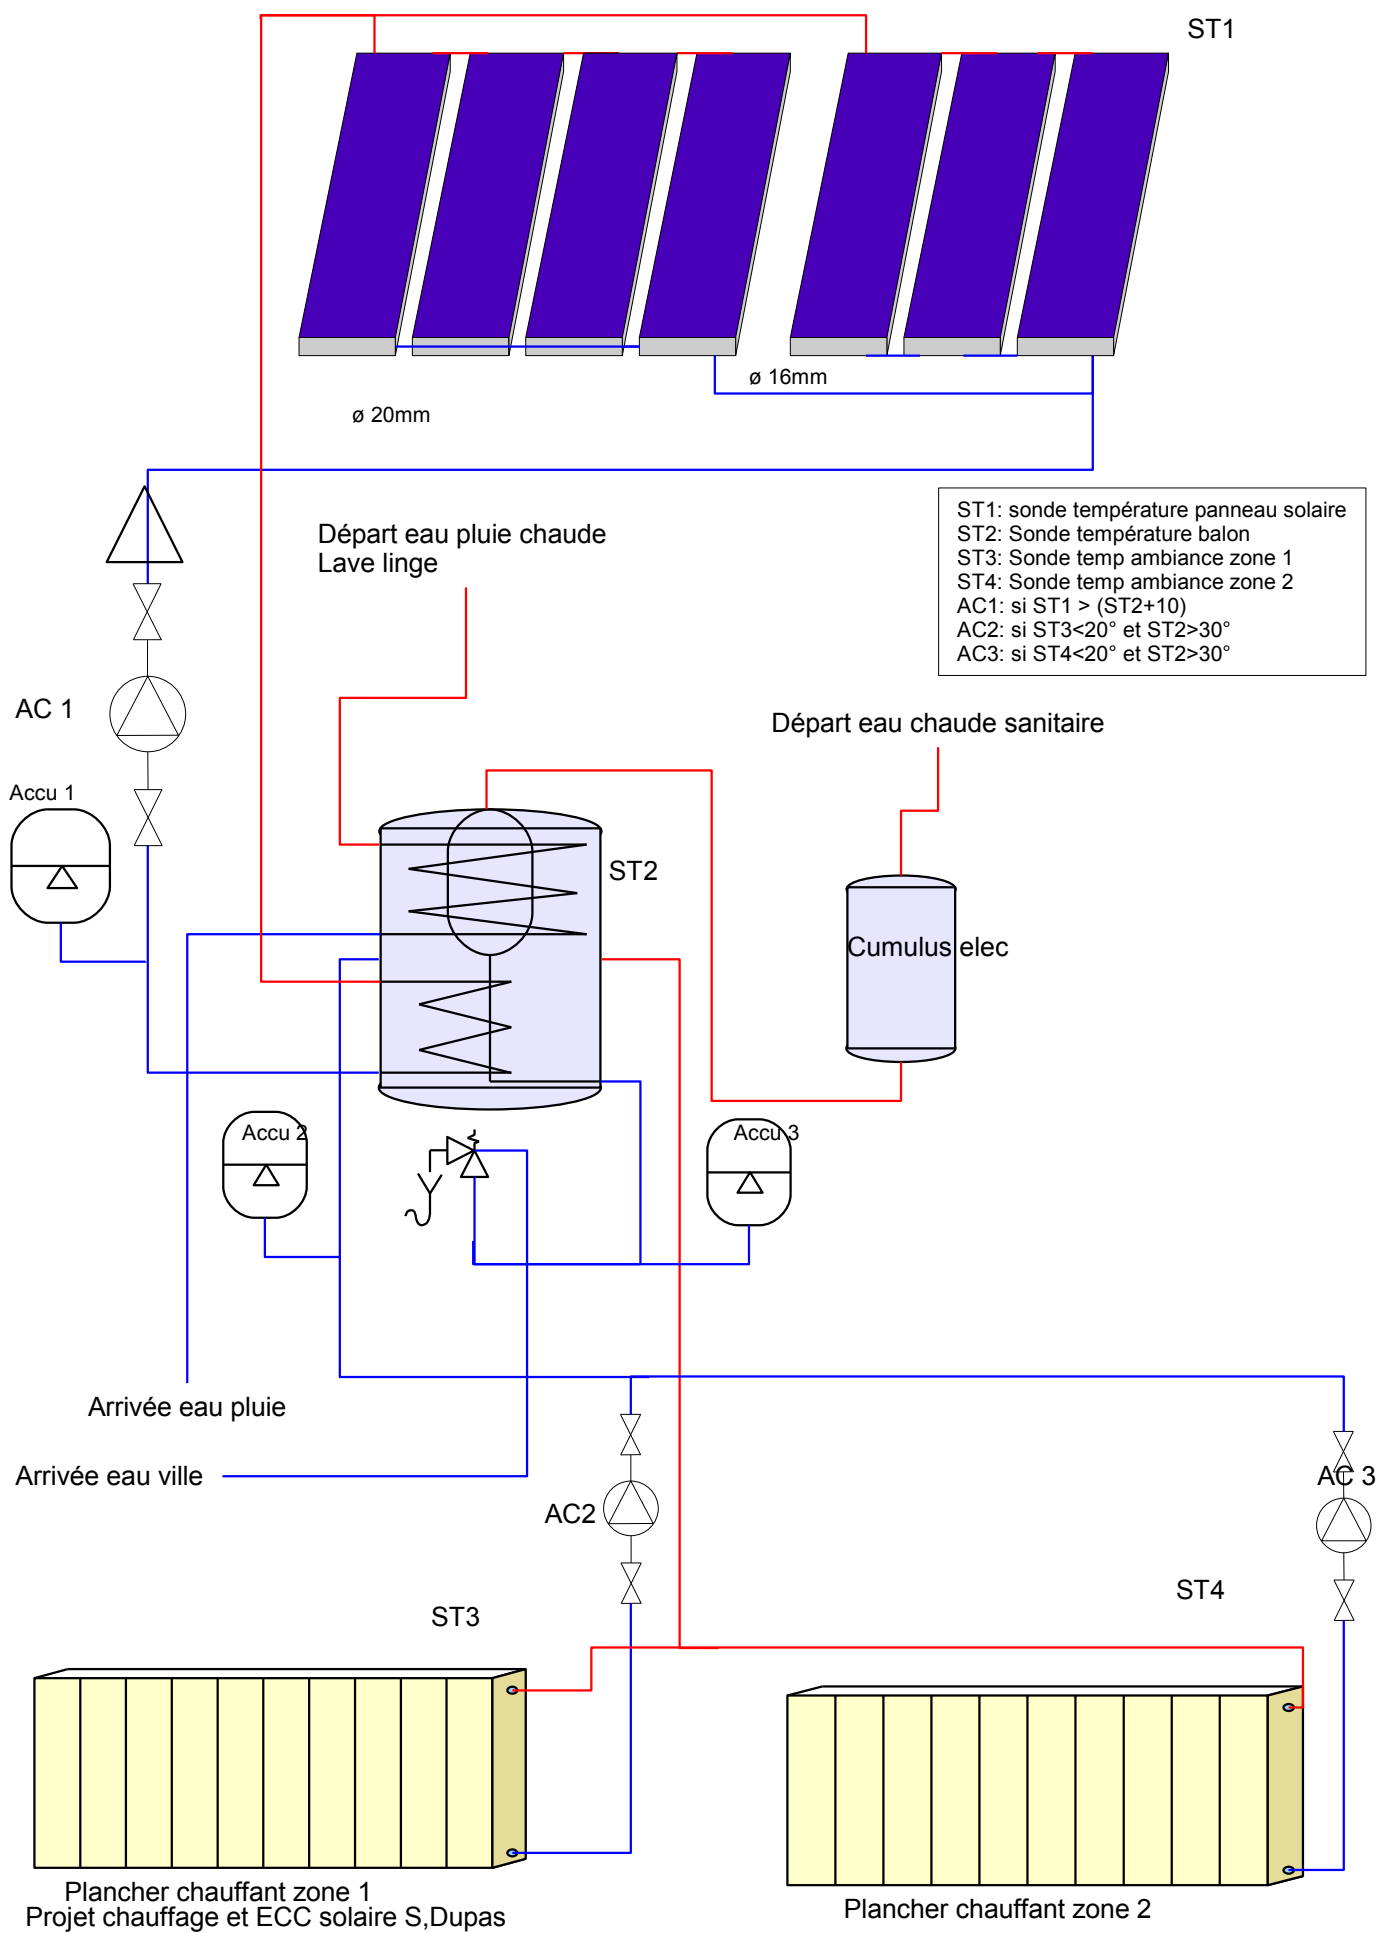 ST1
ø 16mm
ø 20mm
ST1: sonde température panneau solaire
ST2: Sonde température balon
ST3: Sonde temp ambiance zone 1
ST4: Sonde temp ambiance zone 2
AC1: si ST1 > (ST2+10)
AC2: si ST3<20° et ST2>30°
AC3: si ST4<20° et ST2>30°
Départ eau pluie chaude
Lave linge
AC 1
Départ eau chaude sanitaire
Accu 1
ST2
Cumulus elec
Accu 2
Accu 3
Arrivée eau pluie
Arrivée eau ville
AC 3
AC2
ST4
ST3
Plancher chauffant zone 1
Projet chauffage et ECC solaire S,Dupas
Plancher chauffant zone 2